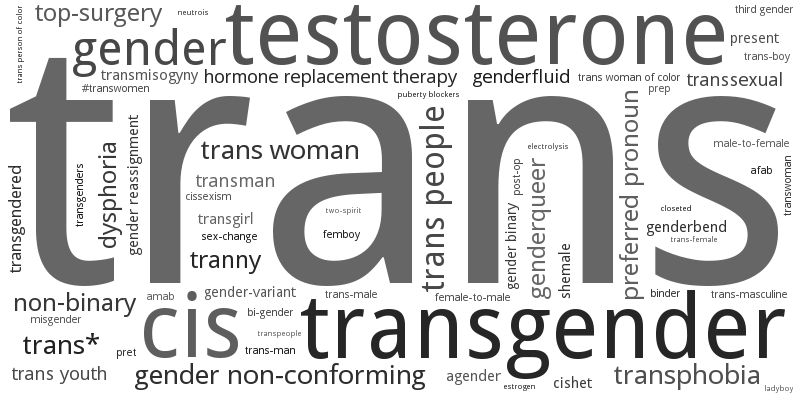 top-surgery
neutrois
testosterone
third gender
trans person of color
gender
present
trans-boy
transmisogyny
hormone replacement therapy
genderfluid
trans woman of color
transsexual
#transwomen
prep
puberty blockers
trans
trans people
preferred pronoun
gender reassignment
dysphoria
trans woman
electrolysis
male-to-female
transgendered
transgenders
transman
cissexism
post-op
genderqueer
afab
transwoman
two-spirit
transgirl
closeted
gender binary
genderbend
sex-change
femboy
trans-female
tranny
shemale
non-binary
amab
gender-variant
trans-male
female-to-male
binder
trans-masculine
cis
bi-gender
transgender
misgender
transpeople
trans*
pret
trans-man
trans youth
gender non-conforming
agender
estrogen
cishet
transphobia
ladyboy